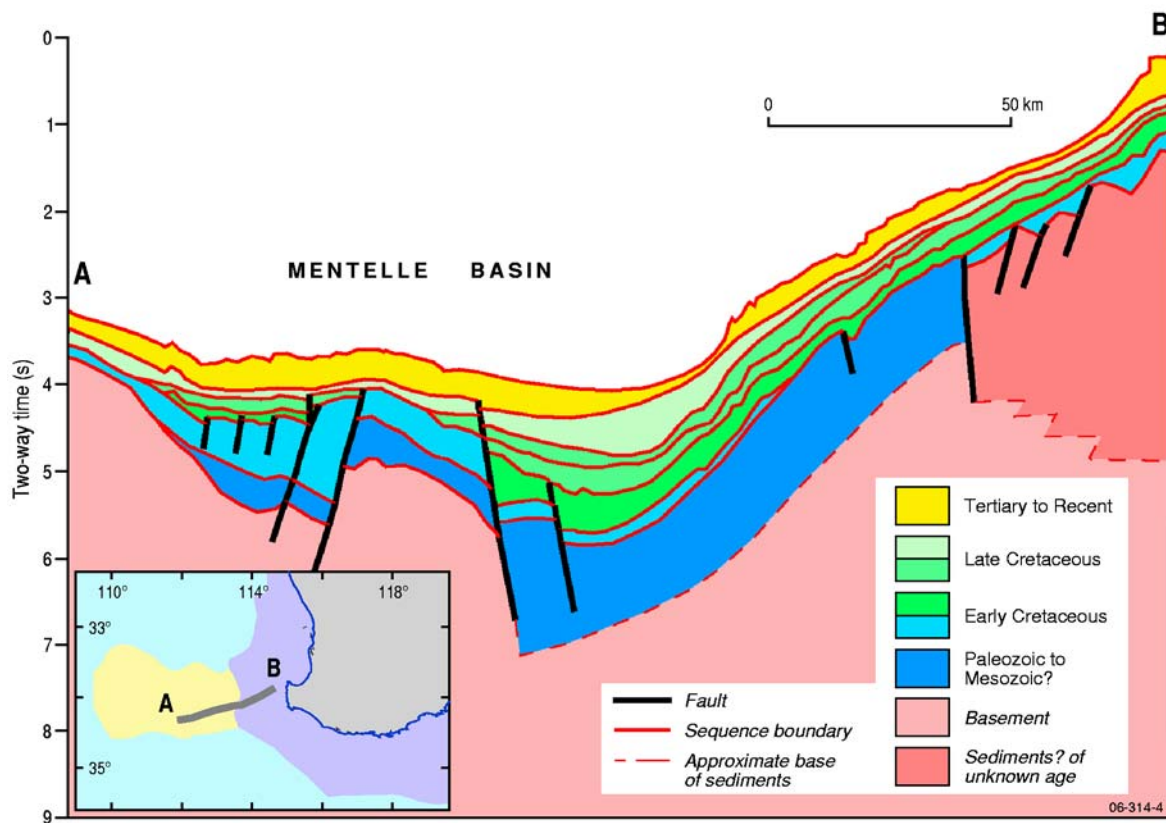 0
1
2
3
4
5
6
7
8
9
Two-way time (s)
A
B
MENTELLE BASIN
0
50 km
110°
114°
118°
33°
35°
A
B
Fault
Sequence boundary
Approximate base
of sediments
Tertiary to Recent
Late Cretaceous
Early Cretaceous
Paleozoic to
Mesozoic?
Basement
Sediments? of
unknown age
06-314-4